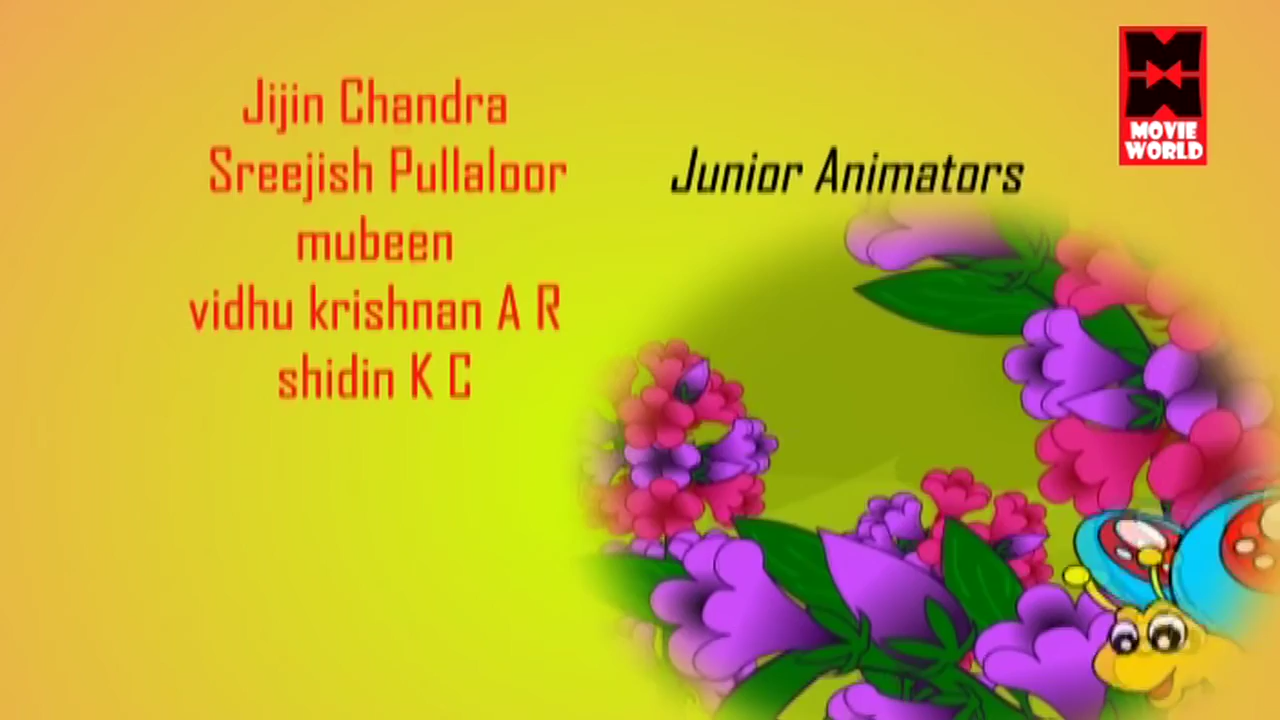 Jijin Chandra
Sreejish Pullaloor
mubeen
vidhu krishnan A R
shidin K C
Junior Animators
MOVIE
WORLD